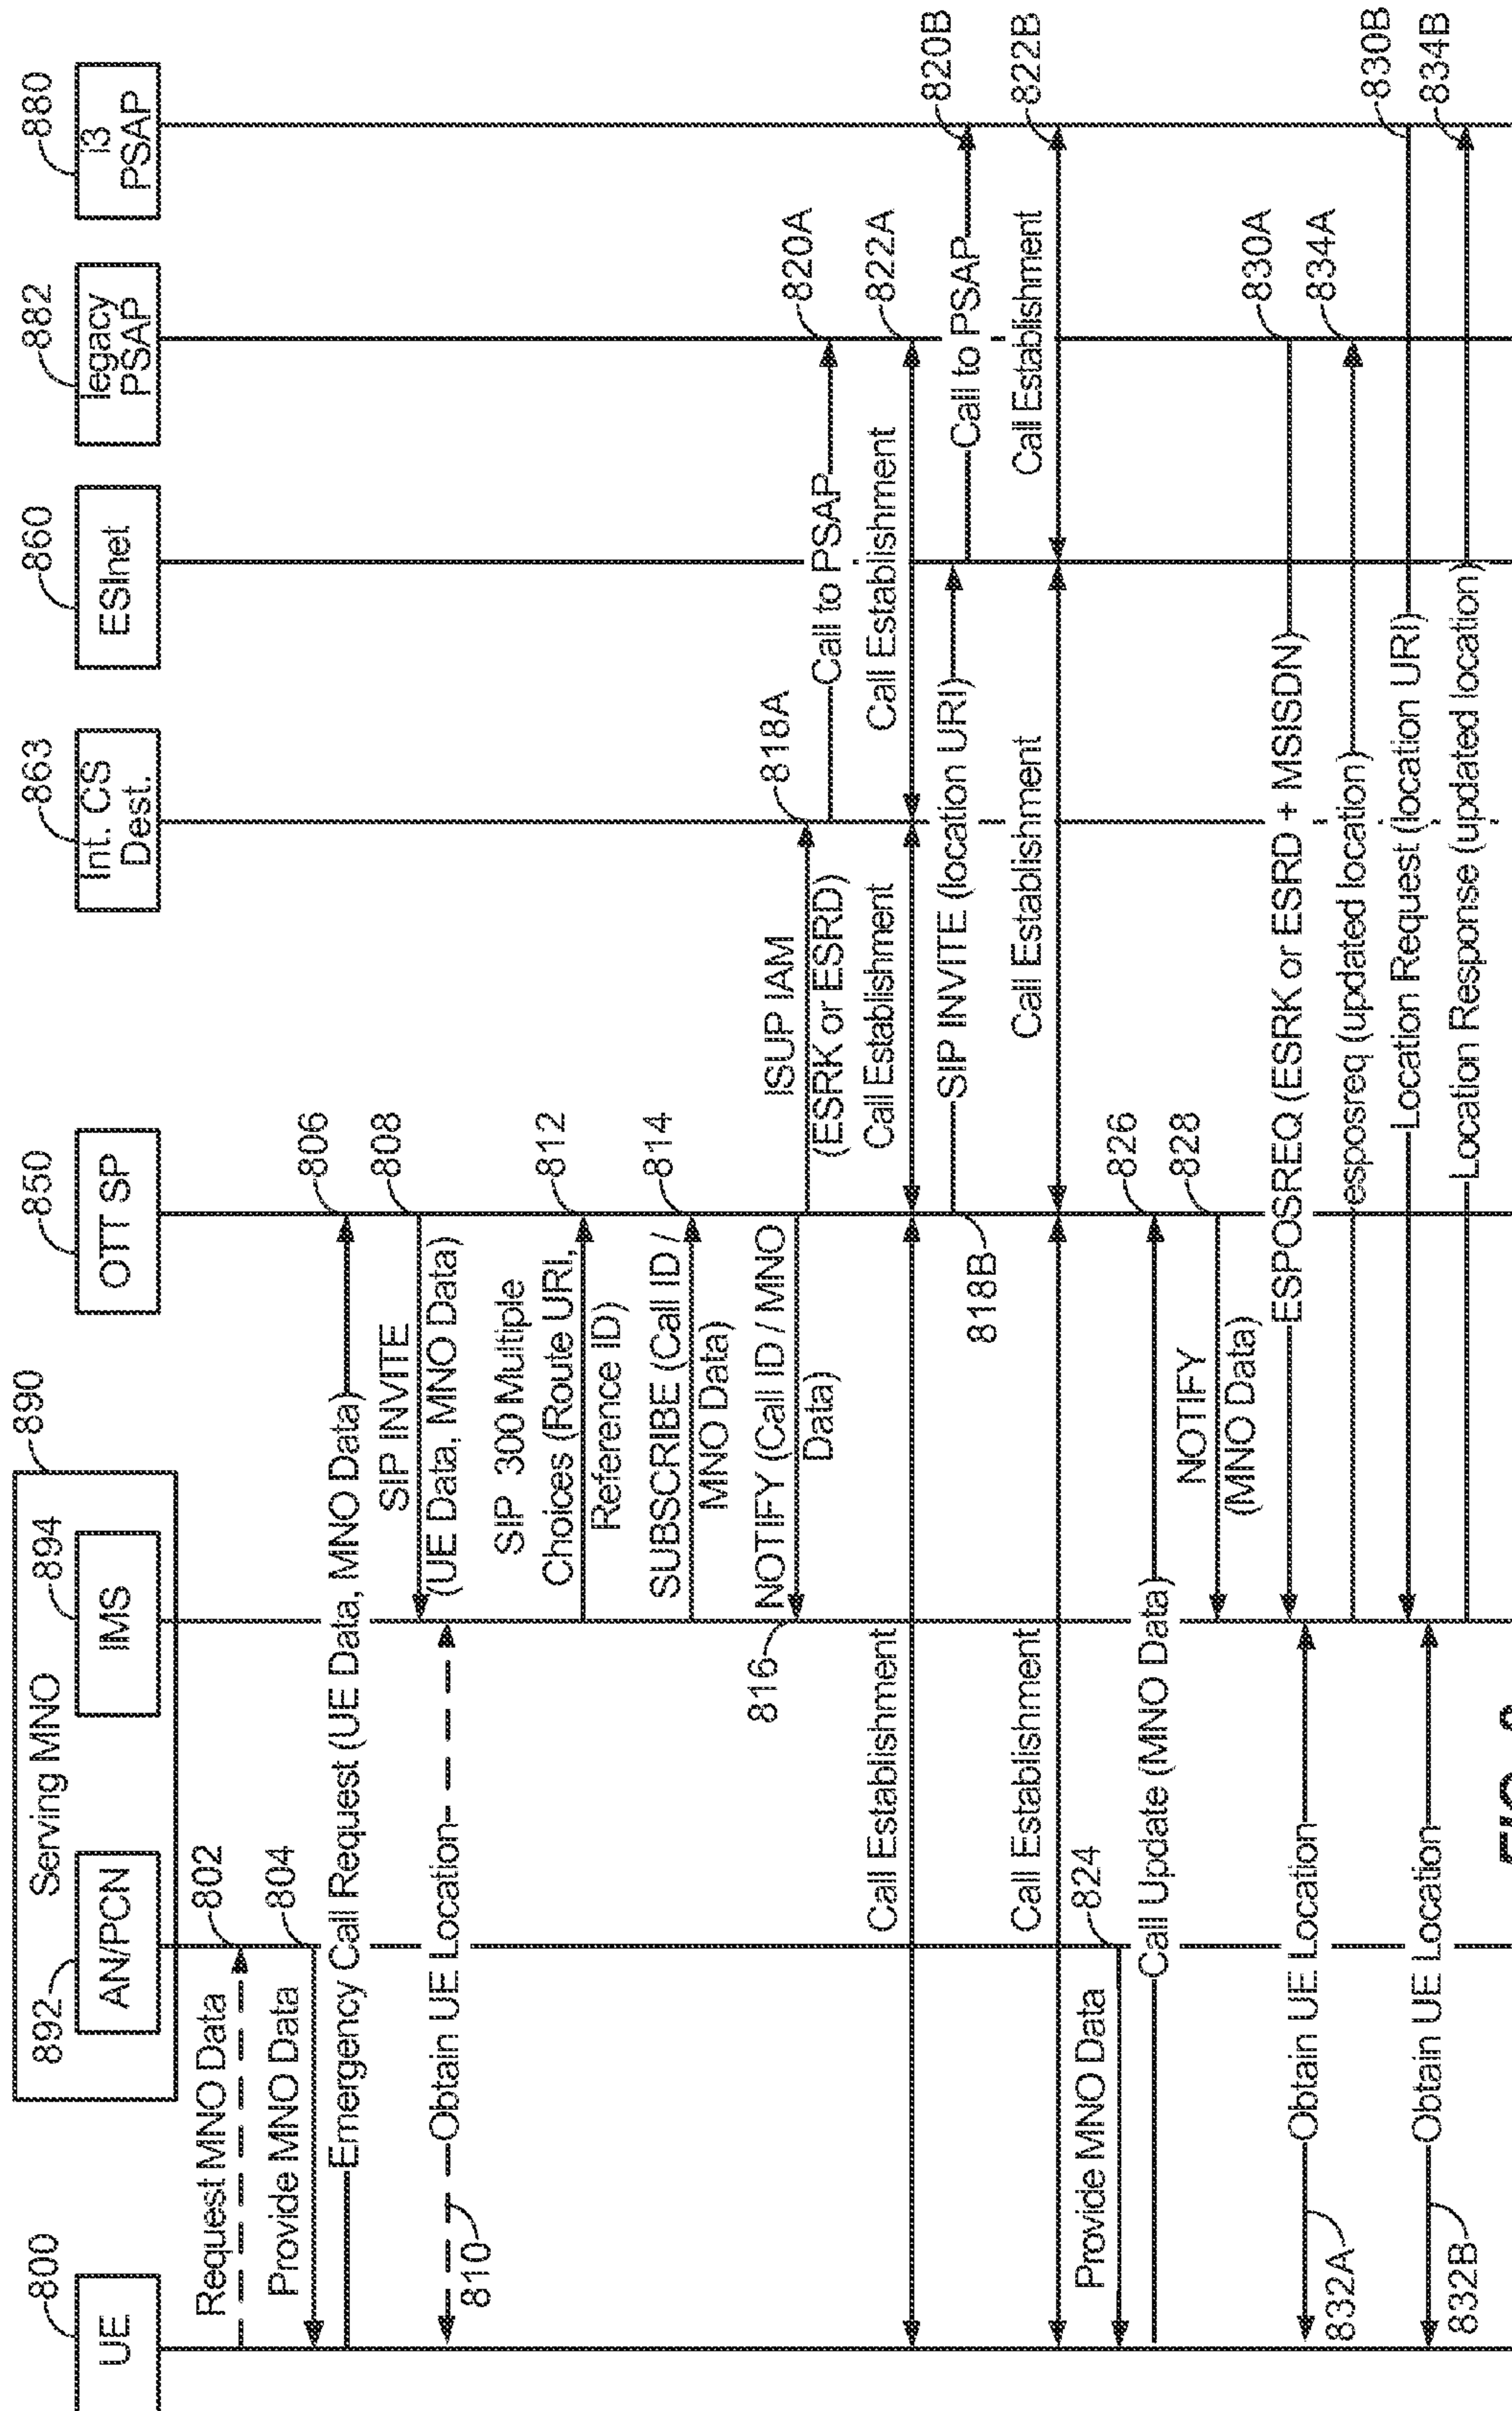 800
UE
890
Serving MNO
892
AN/PCN
894
IMS
850
OTT SP
863
Int. CS
Dest.
860
ESInet
882
legacy
PSAP
880
i3
PSAP
Request MNO Data
802
Provide MNO Data
804
Emergency Call Request (UE Data, MNO Data)
806
SIP INVITE
(UE Data, MNO Data)
808
Obtain UE Location
810
SIP 300 Multiple
Choices (Route URI,
Reference ID)
812
SUBSCRIBE (Call ID /
MNO Data)
814
NOTIFY (Call ID / MNO
Data)
816
ISUP IAM
(ESRK or ESRD)
818A
Call to PSAP
820A
Call Establishment
Call Establishment
Call Establishment
822A
SIP INVITE (location URI)
818B
Call to PSAP
820B
Call Establishment
Call Establishment
Call Establishment
822B
Provide MNO Data
824
Call Update (MNO Data)
826
NOTIFY
(MNO Data)
828
ESPOSREQ (ESRK or ESRD + MSISDN)
830A
Obtain UE Location
832A
esposreq (updated location)
834A
Location Request (location URI)
830B
Obtain UE Location
832B
Location Response (updated location)
834B